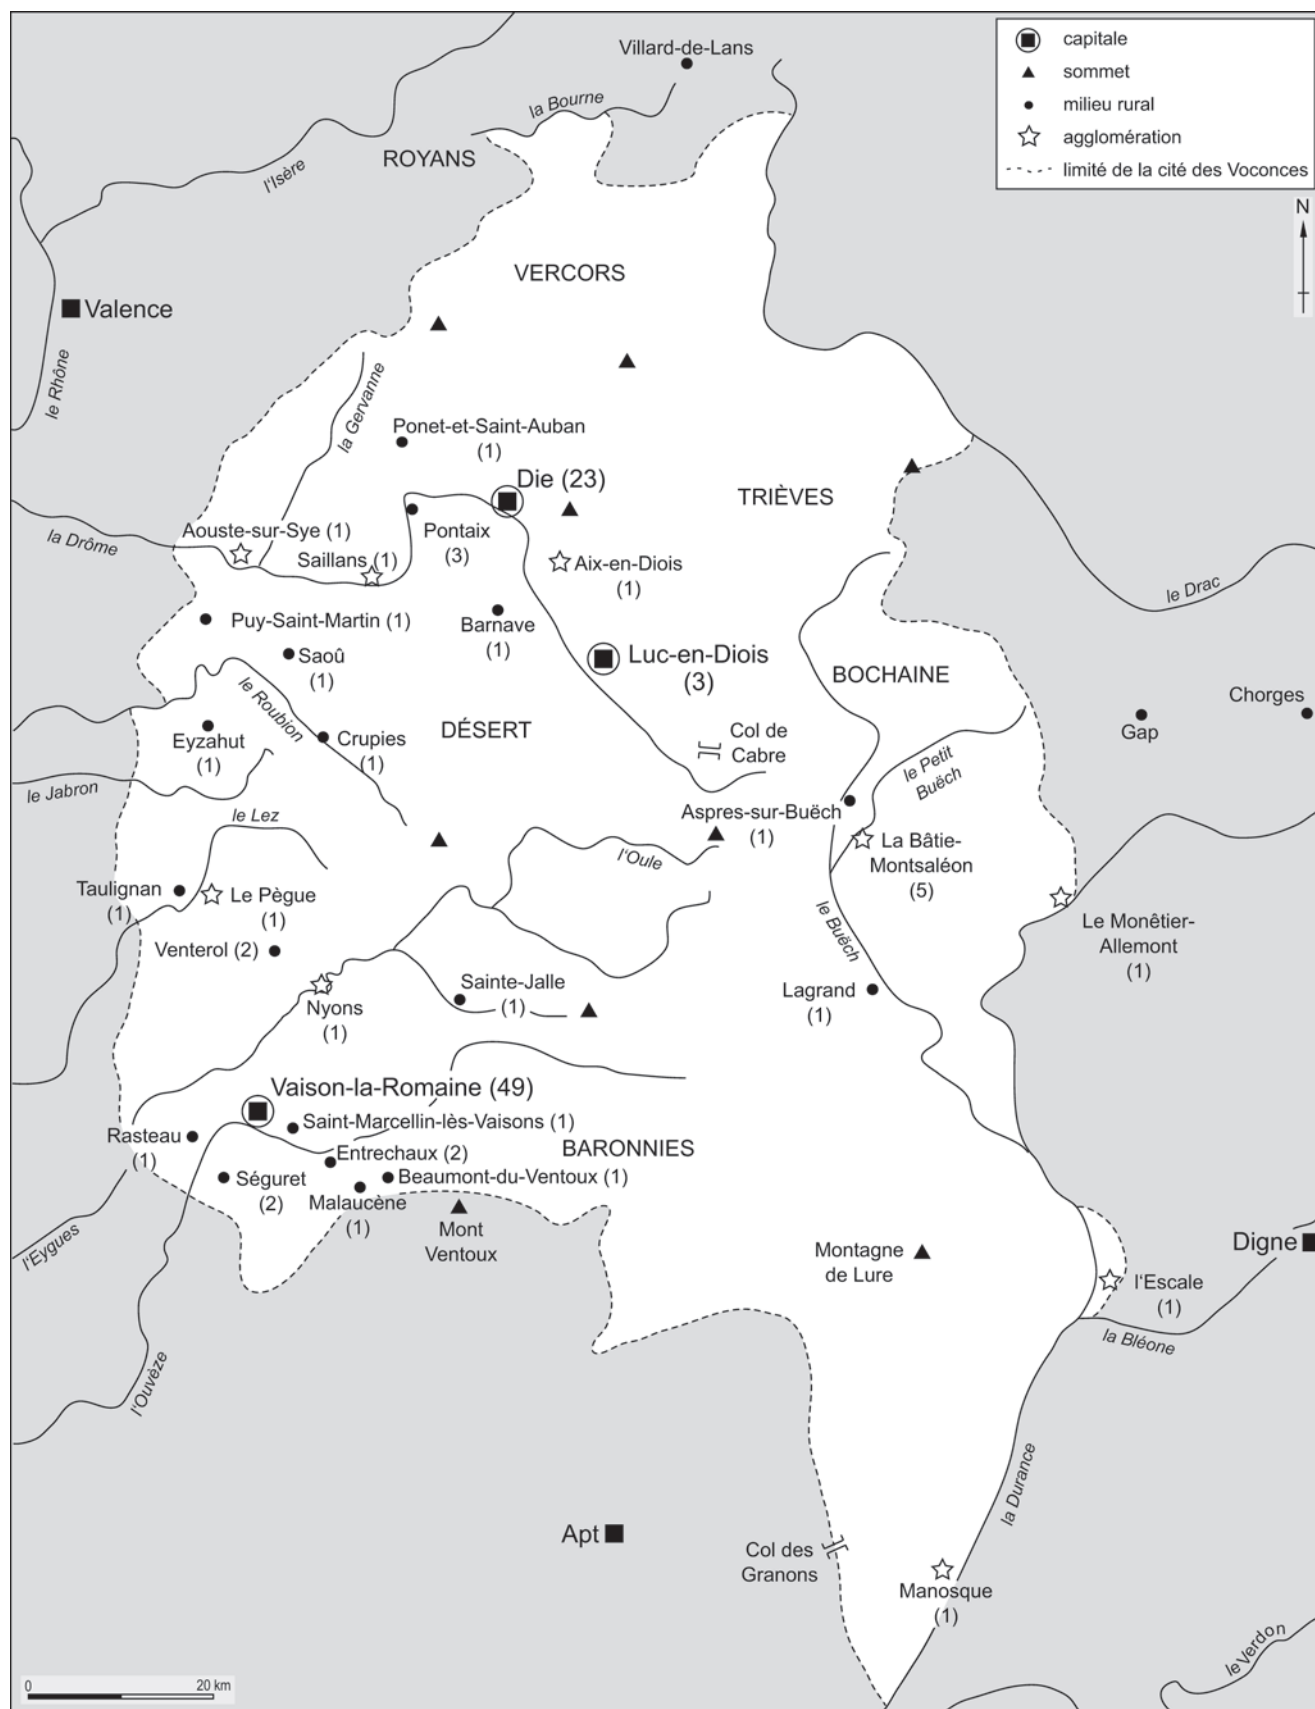 Villard-de-Lans
capitale
sommet
milieu rural
agglomération
limité de la cité des Voconces
N
la Bourne
ROYANS
l'Isère
VERCORS
Valence
le Rhône
la Gervanne
Ponet-et-Saint-Auban
(1)
Die (23)
TRIÈVES
la Drôme
Aouste-sur-Sye (1)
Saillans (1)
Pontaix
(3)
Aix-en-Diois
(1)
le Drac
Puy-Saint-Martin (1)
Barnave
(1)
Saoû
(1)
Luc-en-Diois
(3)
BOCHAINE
le Roubion
Chorges
Gap
Eyzahut
(1)
Crupies
(1)
DÉSERT
Col de
Cabre
le Petit
Buëch
le Jabron
le Lez
Aspres-sur-Buëch
(1)
l'Oule
La Bâtie-
Montsaléon
(5)
Taulignan
(1)
Le Pègue
(1)
le Buëch
Le Monêtier-
Allemont
(1)
Venterol (2)
Nyons
(1)
Sainte-Jalle
(1)
Lagrand
(1)
Vaison-la-Romaine (49)
Saint-Marcellin-lès-Vaisons (1)
Rasteau
(1)
BARONNIES
Entrechaux (2)
Séguret
(2)
Beaumont-du-Ventoux (1)
Malaucène
(1)
Mont
Ventoux
l'Eygues
Montagne
de Lure
Digne
l'Escale
(1)
la Bléone
l'Ouvèze
la Durance
Apt
Col des
Granons
Manosque
(1)
le Verdon
0 20 km